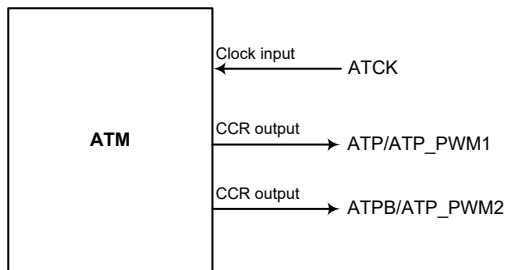 Clock input
ATCK
ATM
CCR output
ATP/ATP_PWM1
CCR output
ATPB/ATP_PWM2